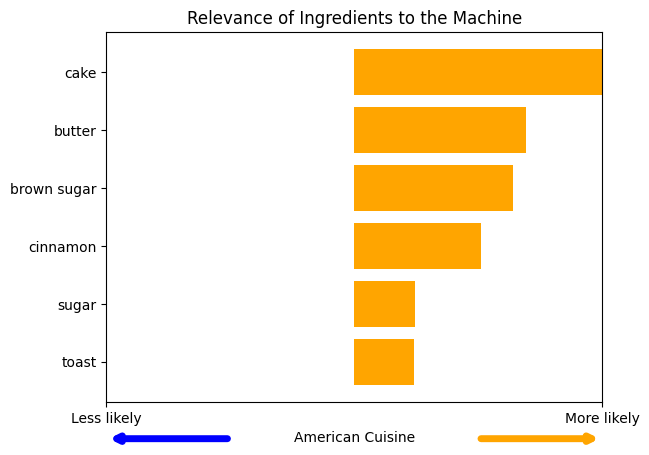 Relevance of Ingredients to the Machine
cake
butter
brown sugar
cinnamon
sugar
toast
Less likely
More likely
American Cuisine